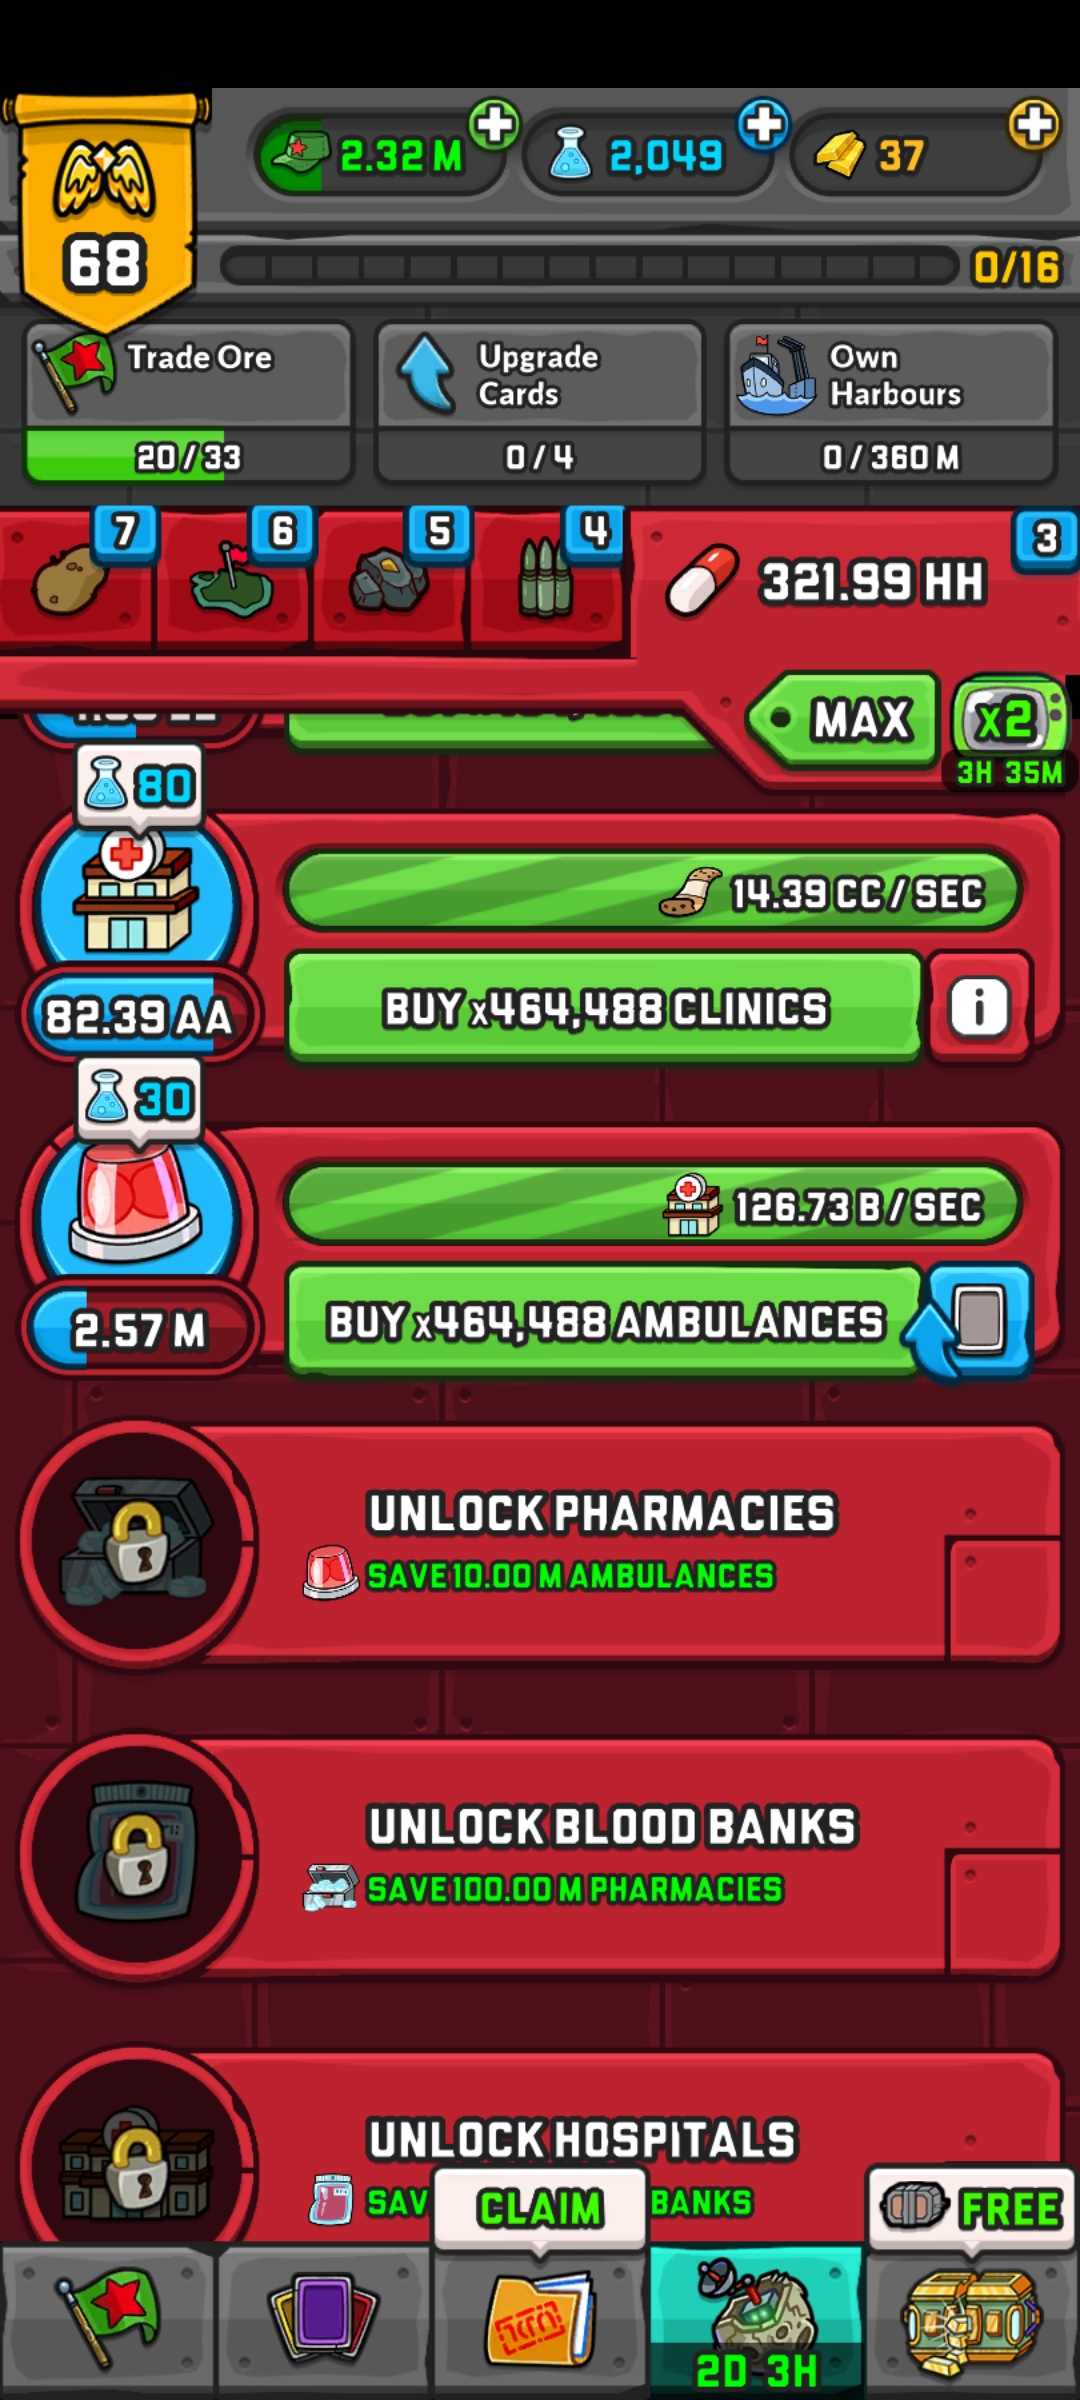 2.32 M
2,049
37
68
0/16
Trade Ore
20/33
Upgrade
Cards
0/4
Own
Harbours
0/360 M
7
6
5
4
321.99 HH
3
MAX
x2
3H 35M
80
14.39 CC / SEC
82.39 AA
BUY x464,488 CLINICS
i
30
126.73 B / SEC
2.57 M
BUY x464,488 AMBULANCES
UNLOCK PHARMACIES
SAVE 10.00 M AMBULANCES
UNLOCK BLOOD BANKS
SAVE 100.00 M PHARMACIES
UNLOCK HOSPITALS
BANKS
CLAIM
FREE
2D 3H